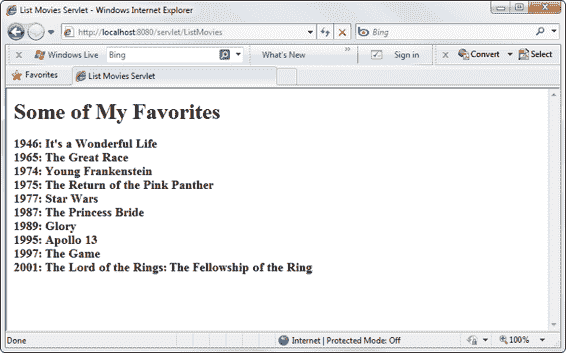 List Movies Servlet - Windows Internet Explorer
http://localhost:8080/servlet/ListMovies
Bing
x Windows Live Bing What's New » Sign in x Convert Select
Favorites List Movies Servlet
Some of My Favorites
1946: It's a Wonderful Life
1965: The Great Race
1974: Young Frankenstein
1975: The Return of the Pink Panther
1977: Star Wars
1987: The Princess Bride
1989: Glory
1995: Apollo 13
1997: The Game
2001: The Lord of the Rings: The Fellowship of the Ring
Done Internet | Protected Mode: Off 100%